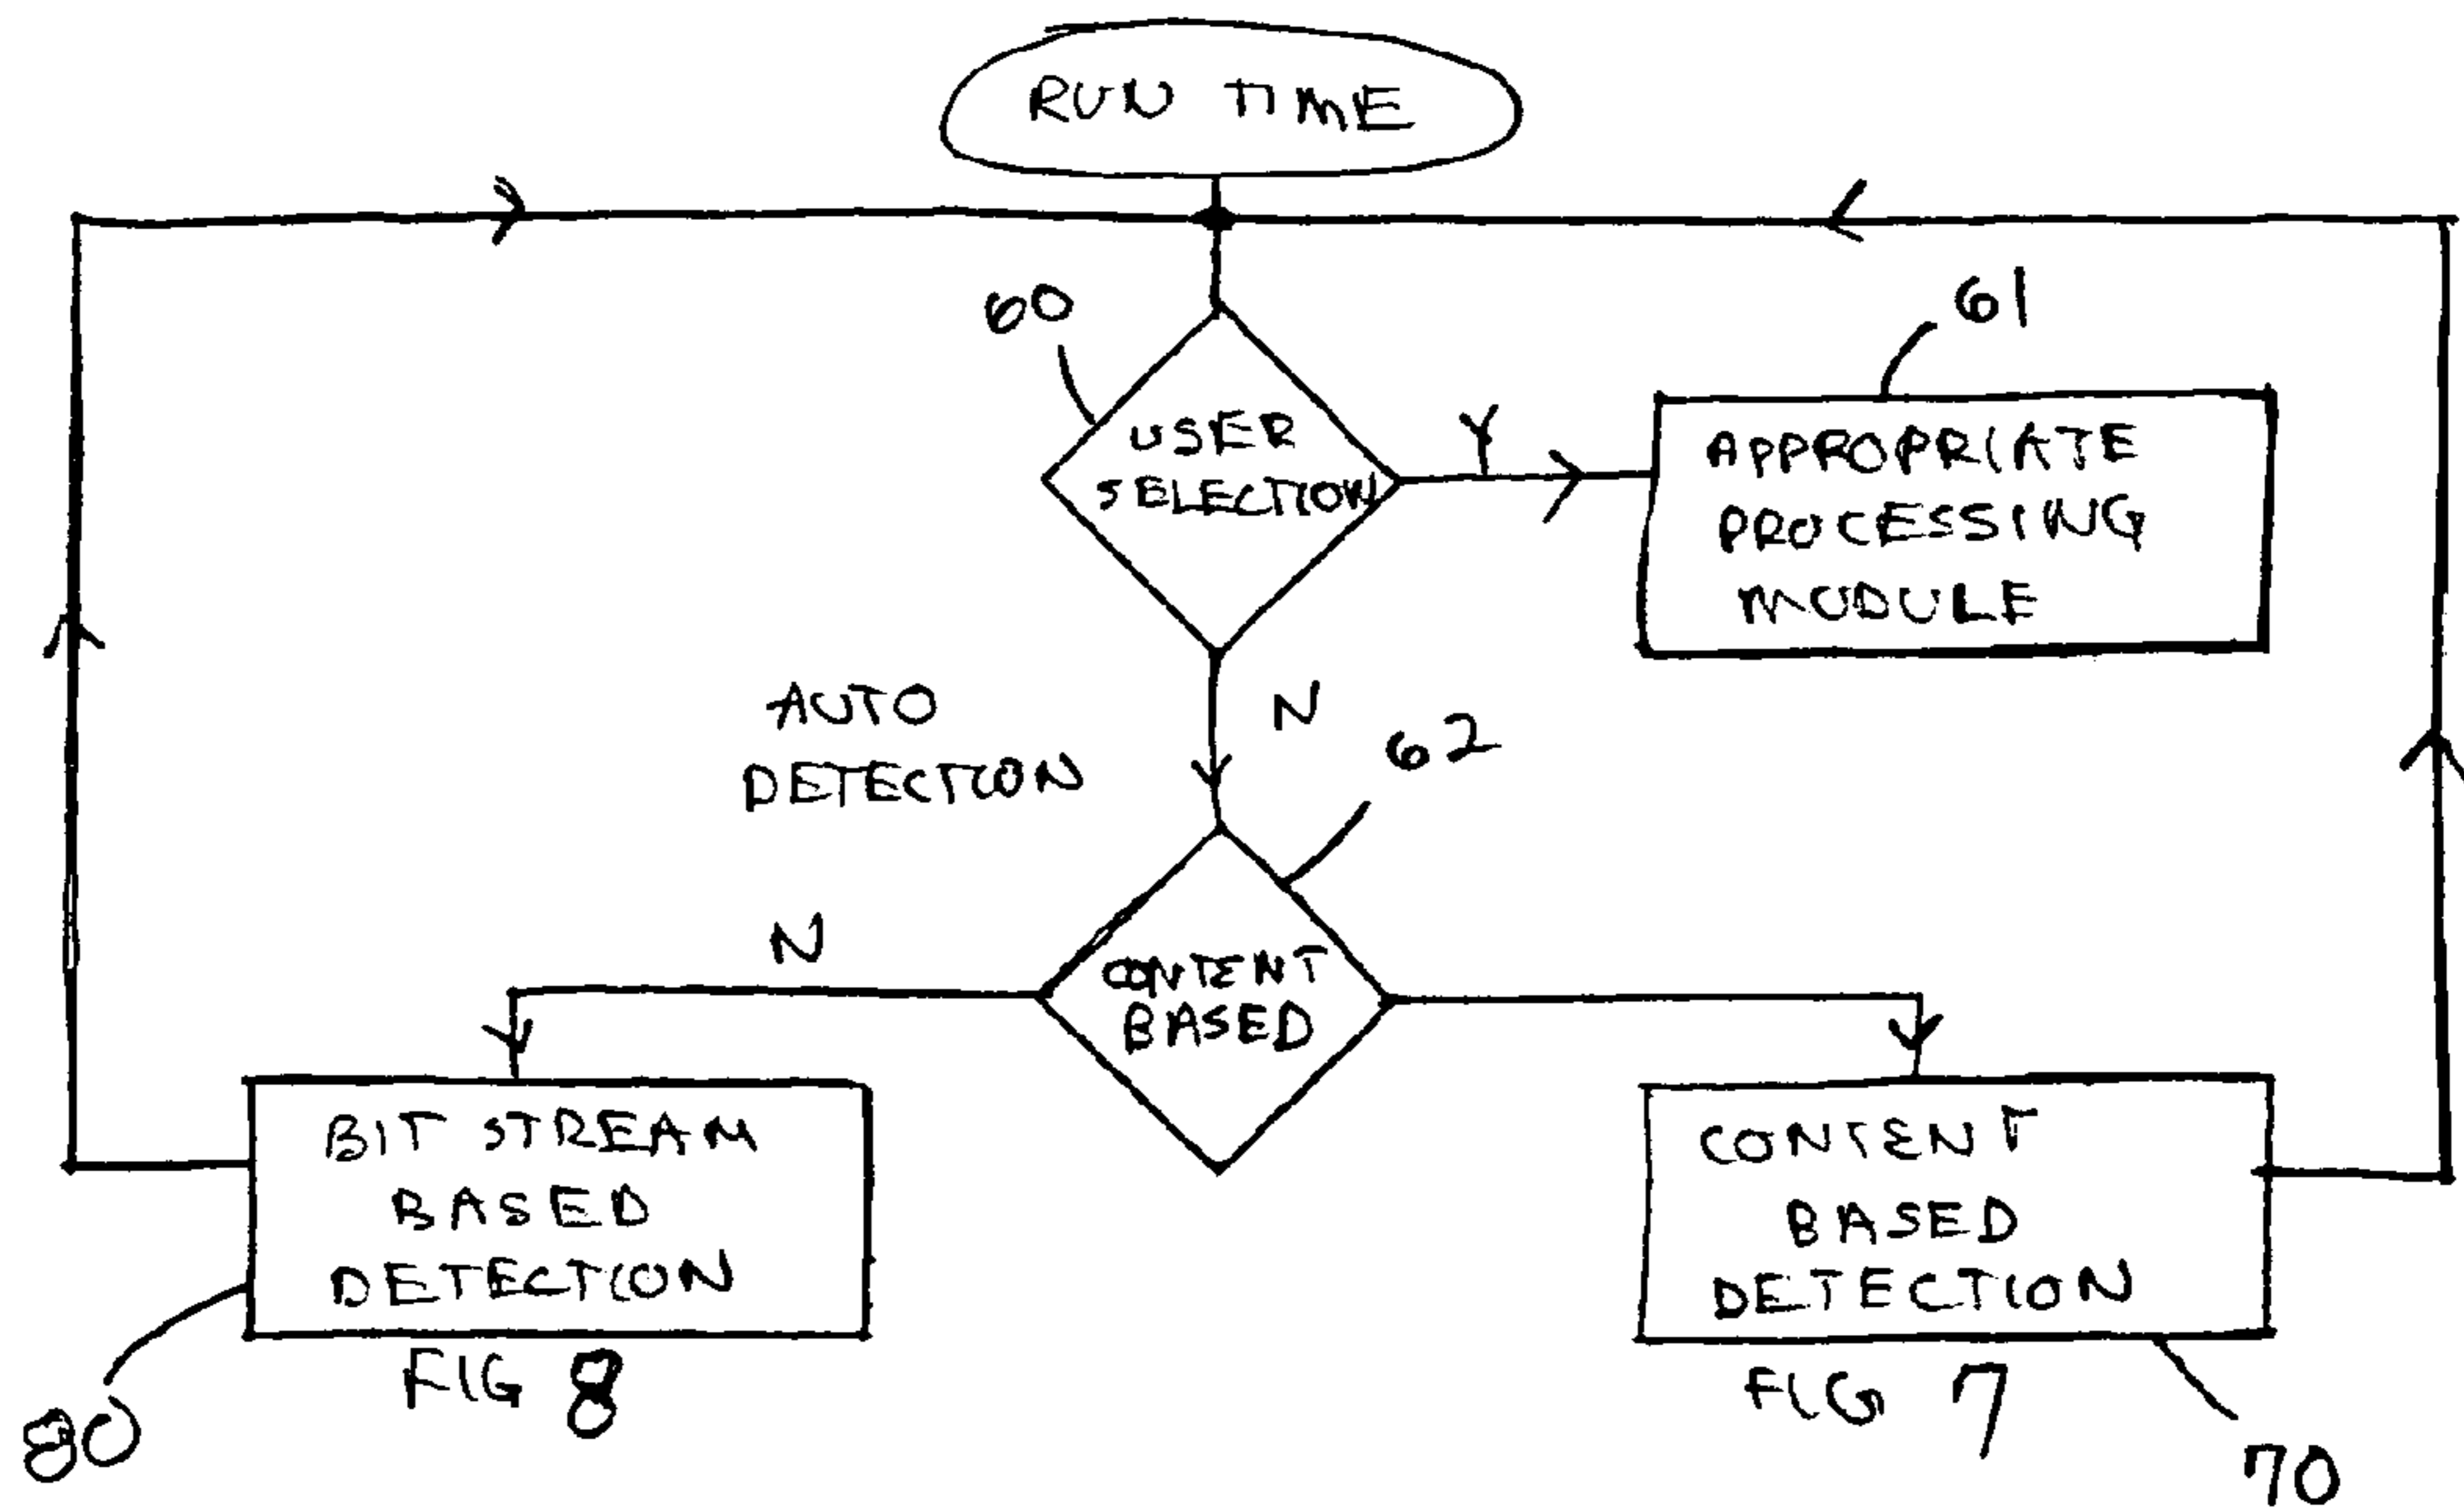 RUN TIME
60
61
USER
SELECTION
Y
APPROPRIATE
PROCESSING
MODULE
AUTO
DETECTION
N
62
N
CONTENT
BASED
BIT STREAM
BASED
DETECTION
CONTENT
BASED
DETECTION
FIG 8
FIG 7
80
70